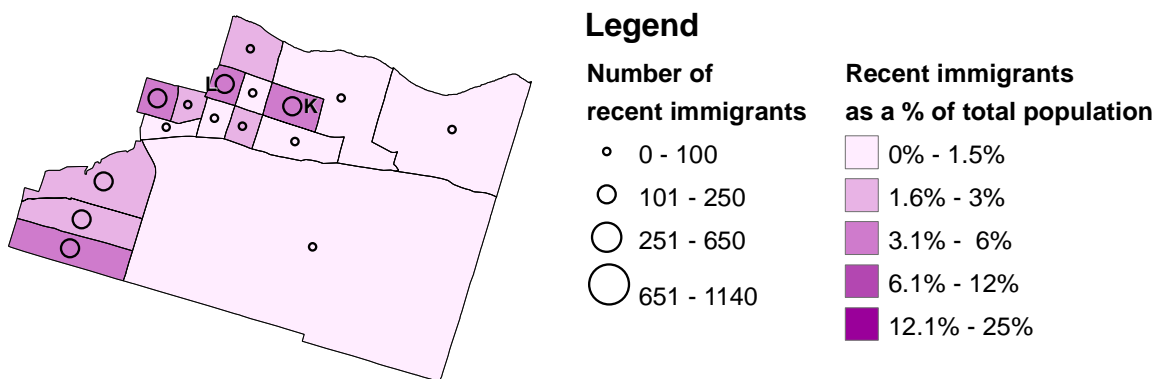 L
K
Legend
Number of
recent immigrants
0 - 100
101 - 250
251 - 650
651 - 1140
Recent immigrants
as a % of total population
0% - 1.5%
1.6% - 3%
3.1% - 6%
6.1% - 12%
12.1% - 25%